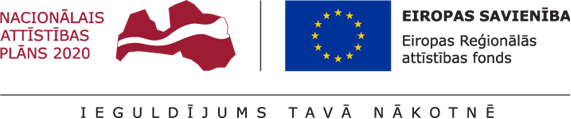 NACIONĀLAIS
ATTĪSTĪBAS
PLĀNS 2020
EIROPAS SAVIENĪBA
Eiropas Reģionālās
attīstības fonds
IEGULDĪJUMS TAVĀ NĀKOTNĒ